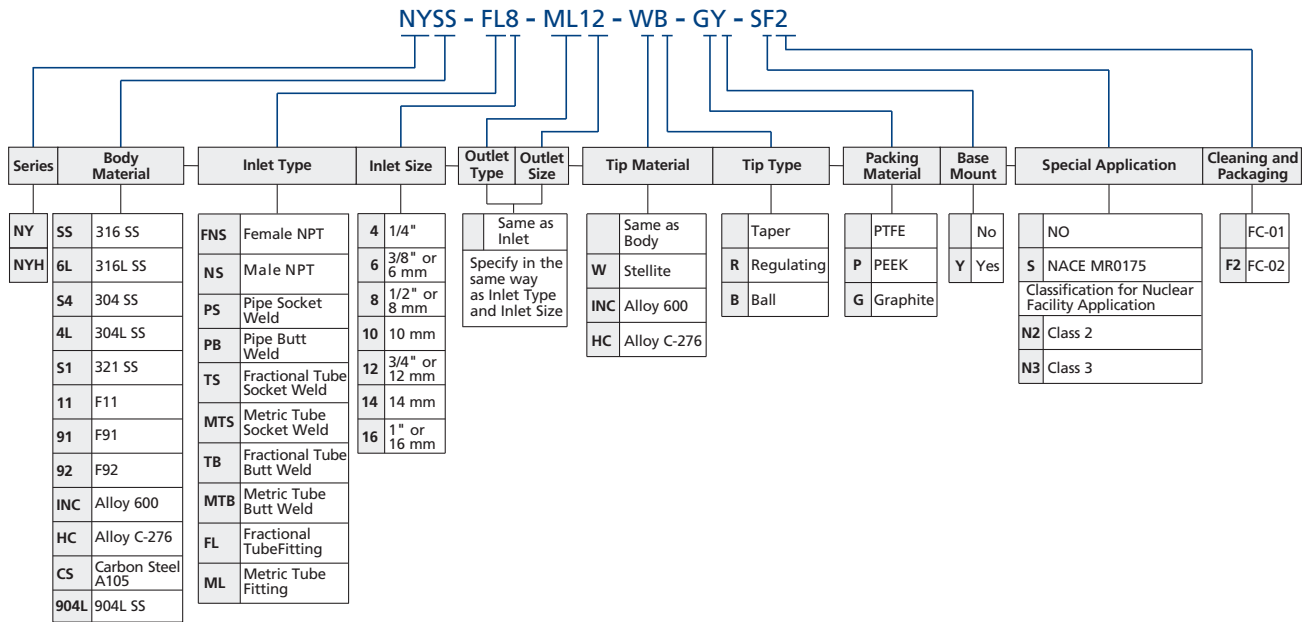 NYSS - FL8 - ML12 - WB - GY - SF2
Series
Body
Material
Inlet Type
Inlet Size
Outlet
Type
Outlet
Size
Tip Material
Tip Type
Packing
Material
Base
Mount
Special Application
Cleaning and
Packaging
NY
NYH
SS 316 SS
6L 316L SS
S4 304 SS
4L 304L SS
S1 321 SS
11 F11
91 F91
92 F92
INC Alloy 600
HC Alloy C-276
CS Carbon Steel
A105
904L 904L SS
FNS Female NPT
NS Male NPT
PS Pipe Socket
Weld
PB Pipe Butt
Weld
TS Fractional Tube
Socket Weld
MTS Metric Tube
Socket Weld
TB Fractional Tube
Butt Weld
MTB Metric Tube
Butt Weld
FL Fractional
TubeFitting
ML Metric Tube
Fitting
4 1/4"
6 3/8" or
6 mm
8 1/2" or
8 mm
10 10 mm
12 3/4" or
12 mm
14 14 mm
16 1" or
16 mm
Same as
Inlet
Specify in the
same way
as Inlet Type
and Inlet Size
Same as
Body
W Stellite
INC Alloy 600
HC Alloy C-276
Taper
R Regulating
B Ball
PTFE
P PEEK
G Graphite
No
Y Yes
NO
S NACE MR0175
Classification for Nuclear
Facility Application
N2 Class 2
N3 Class 3
FC-01
F2 FC-02